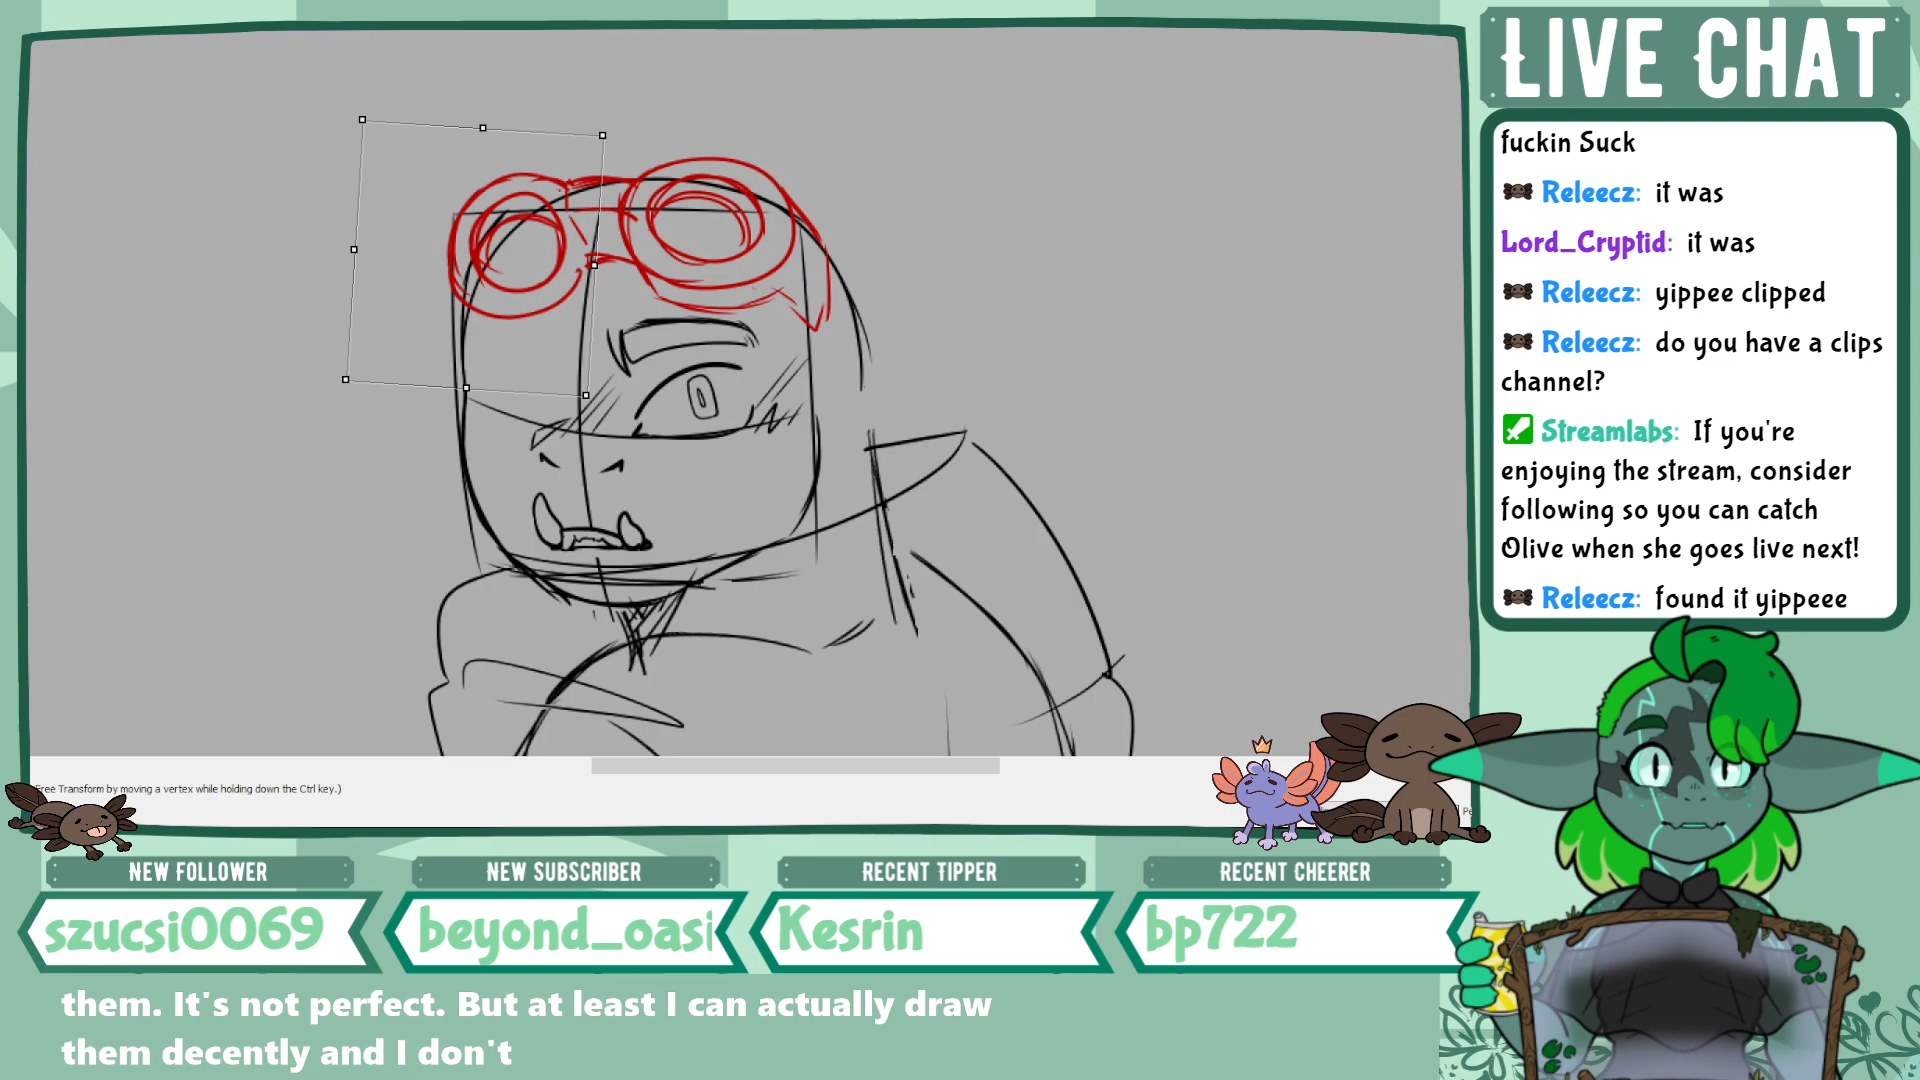 LIVE CHAT
fuckin Suck
Releecz: it was
Lord_Cryptid: it was
Releecz: yippee clipped
Releecz: do you have a clips
channel?
Streamlabs: If you're
enjoying the stream, consider
following so you can catch
Olive when she goes live next!
Releecz: found it yippeee
Free Transform by moving a vertex while holding down the Ctrl key.)
Pe
NEW FOLLOWER
NEW SUBSCRIBER
RECENT TIPPER
RECENT CHEERER
szucsi0069
beyond_oasi
Kesrin
bp722
them. It's not perfect. But at least I can actually draw
them decently and I don't